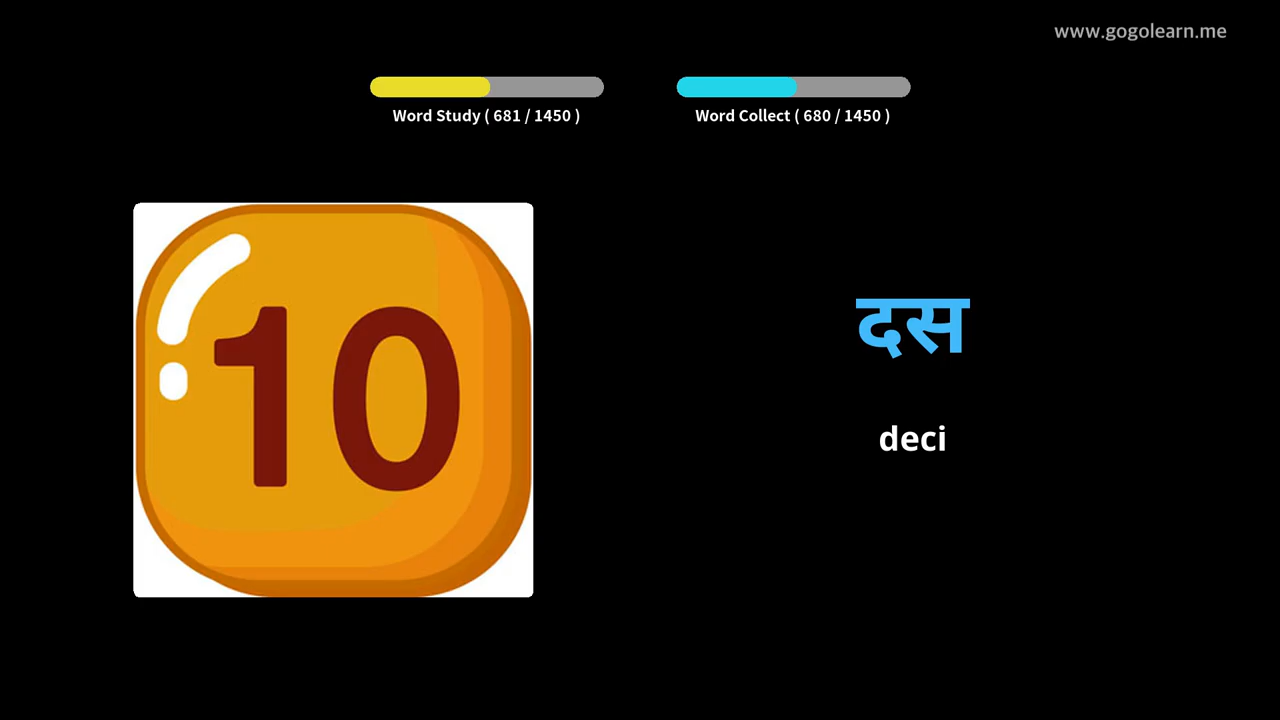 www.gogolearn.me
Word Study ( 681 / 1450 )
Word Collect ( 680 / 1450 )
10
दस
deci